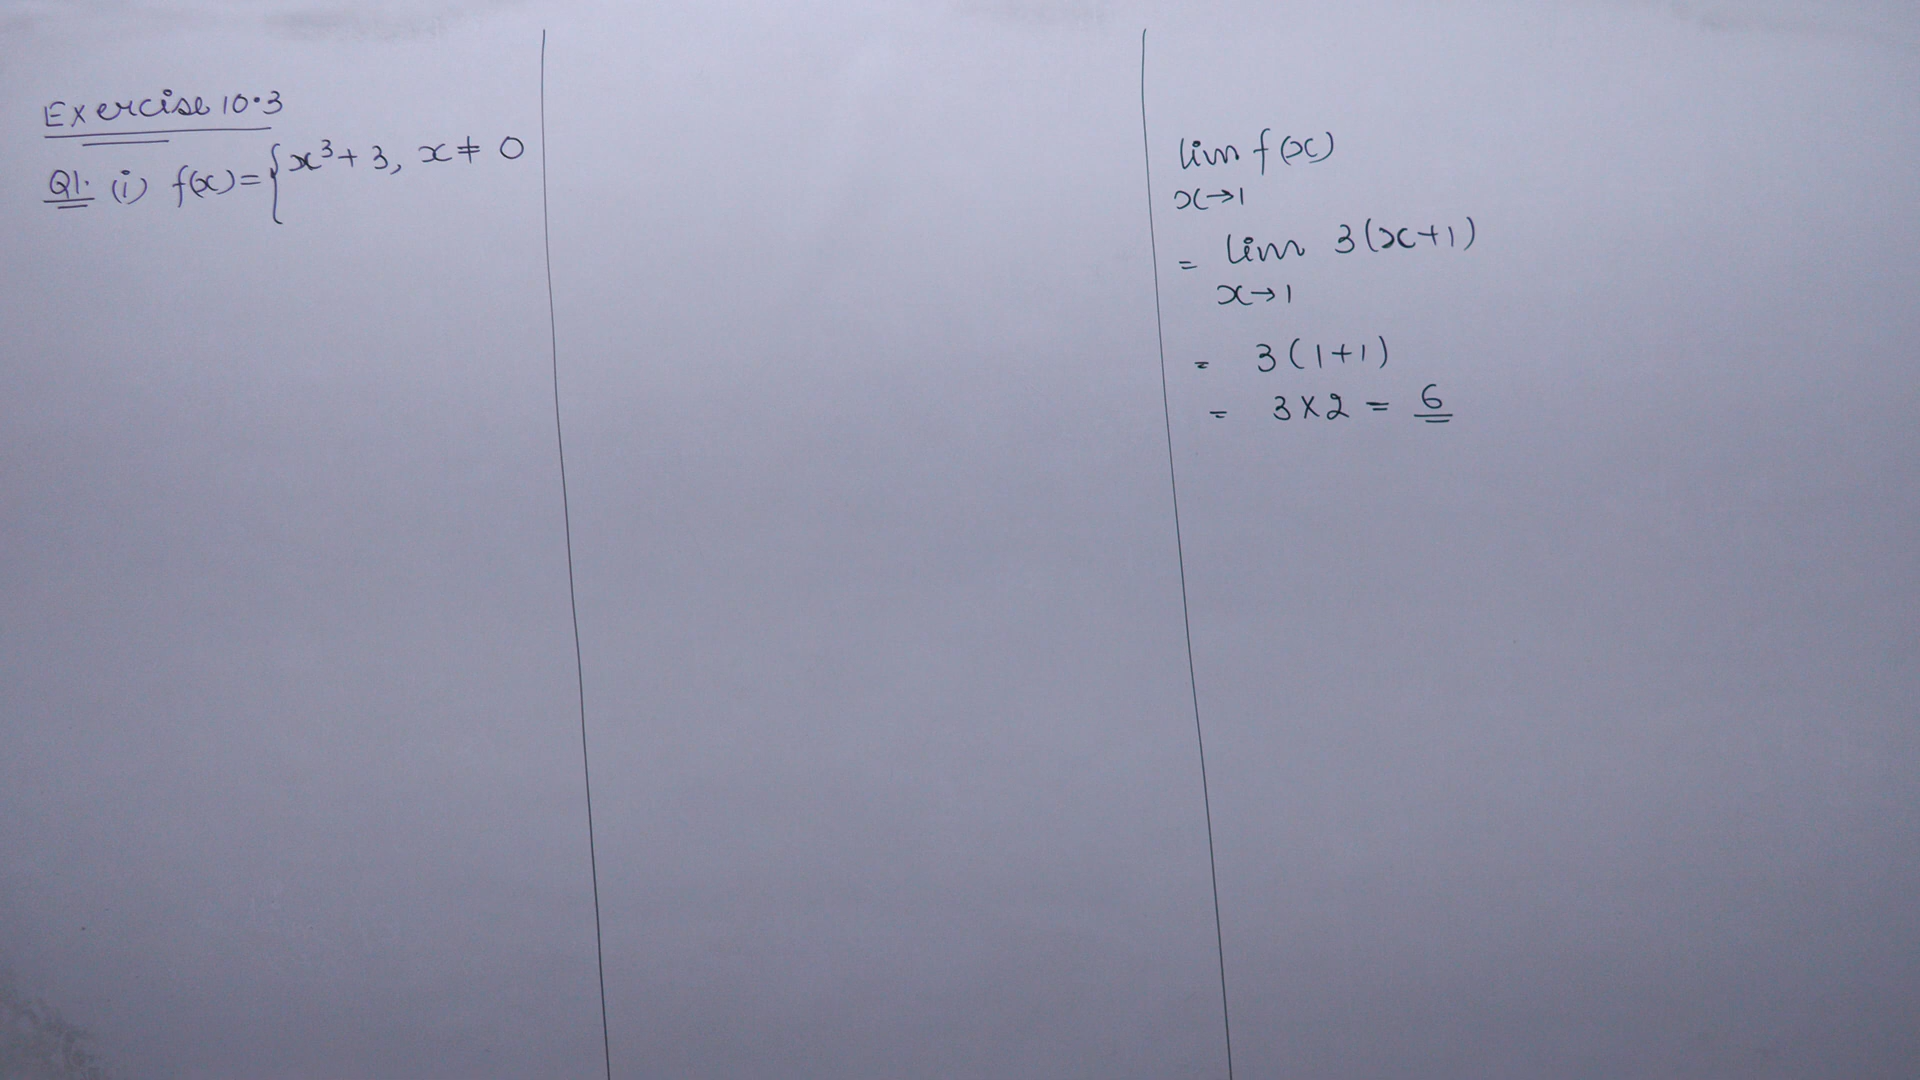 Exercise 10.3
Q1. (i) f(x) = { x³ + 3, x ≠ 0
lim f(x)
x→1
= lim 3(x+1)
x→1
= 3(1+1)
= 3×2 = 6